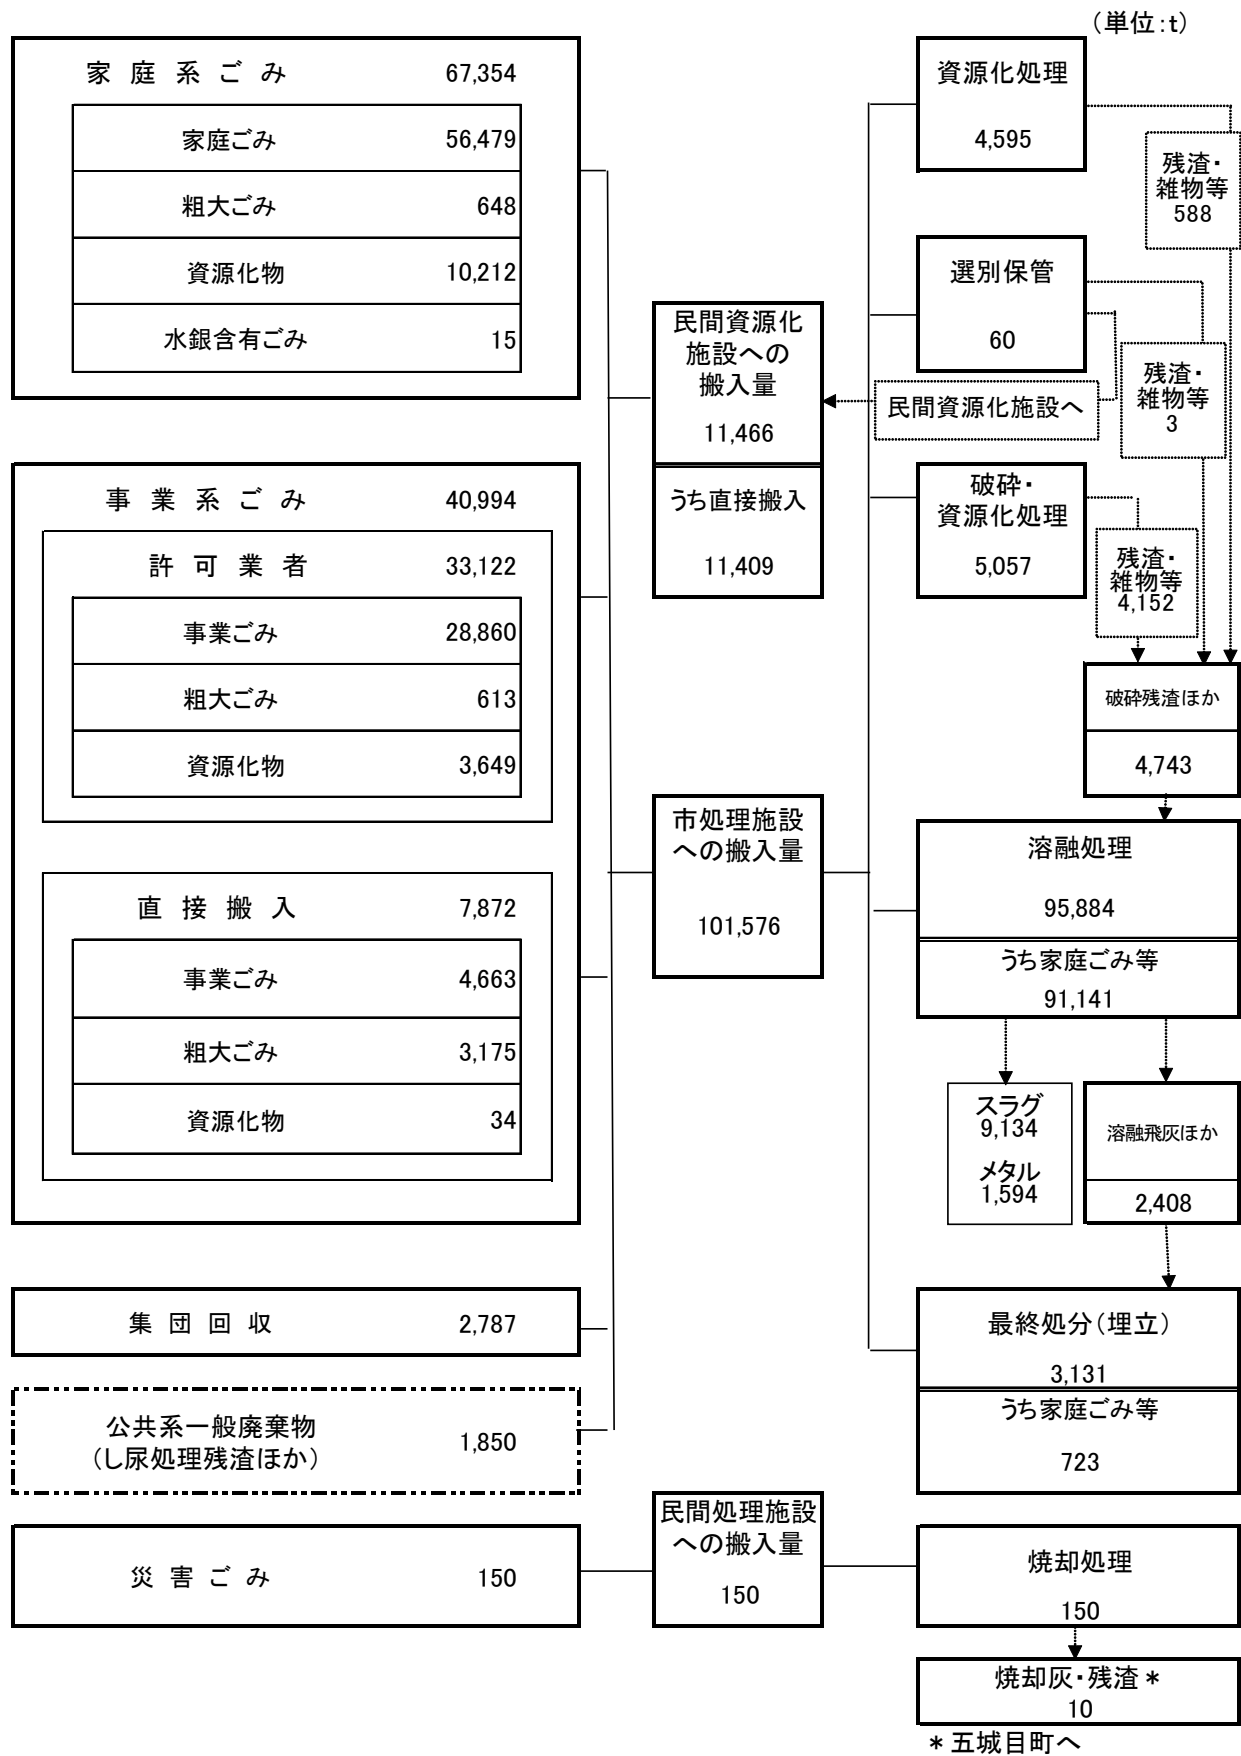 (単位:t)
家 庭 系 ご み 67,354
家庭ごみ 56,479
粗大ごみ 648
資源化物 10,212
水銀含有ごみ 15
事 業 系 ご み 40,994
許 可 業 者 33,122
事業ごみ 28,860
粗大ごみ 613
資源化物 3,649
直 接 搬 入 7,872
事業ごみ 4,663
粗大ごみ 3,175
資源化物 34
集 団 回 収 2,787
公共系一般廃棄物
(し尿処理残渣ほか) 1,850
災 害 ご み 150
民間資源化
施設への
搬入量
11,466
うち直接搬入
11,409
市処理施設
への搬入量
101,576
民間処理施設
への搬入量
150
資源化処理
4,595
残渣・
雑物等
588
選別保管
60
残渣・
雑物等
3
民間資源化施設へ
破砕・
資源化処理
5,057
残渣・
雑物等
4,152
破砕残渣ほか
4,743
溶融処理
95,884
うち家庭ごみ等
91,141
スラグ
9,134
メタル
1,594
溶融飛灰ほか
2,408
最終処分(埋立)
3,131
うち家庭ごみ等
723
焼却処理
150
焼却灰・残渣*
10
*五城目町へ